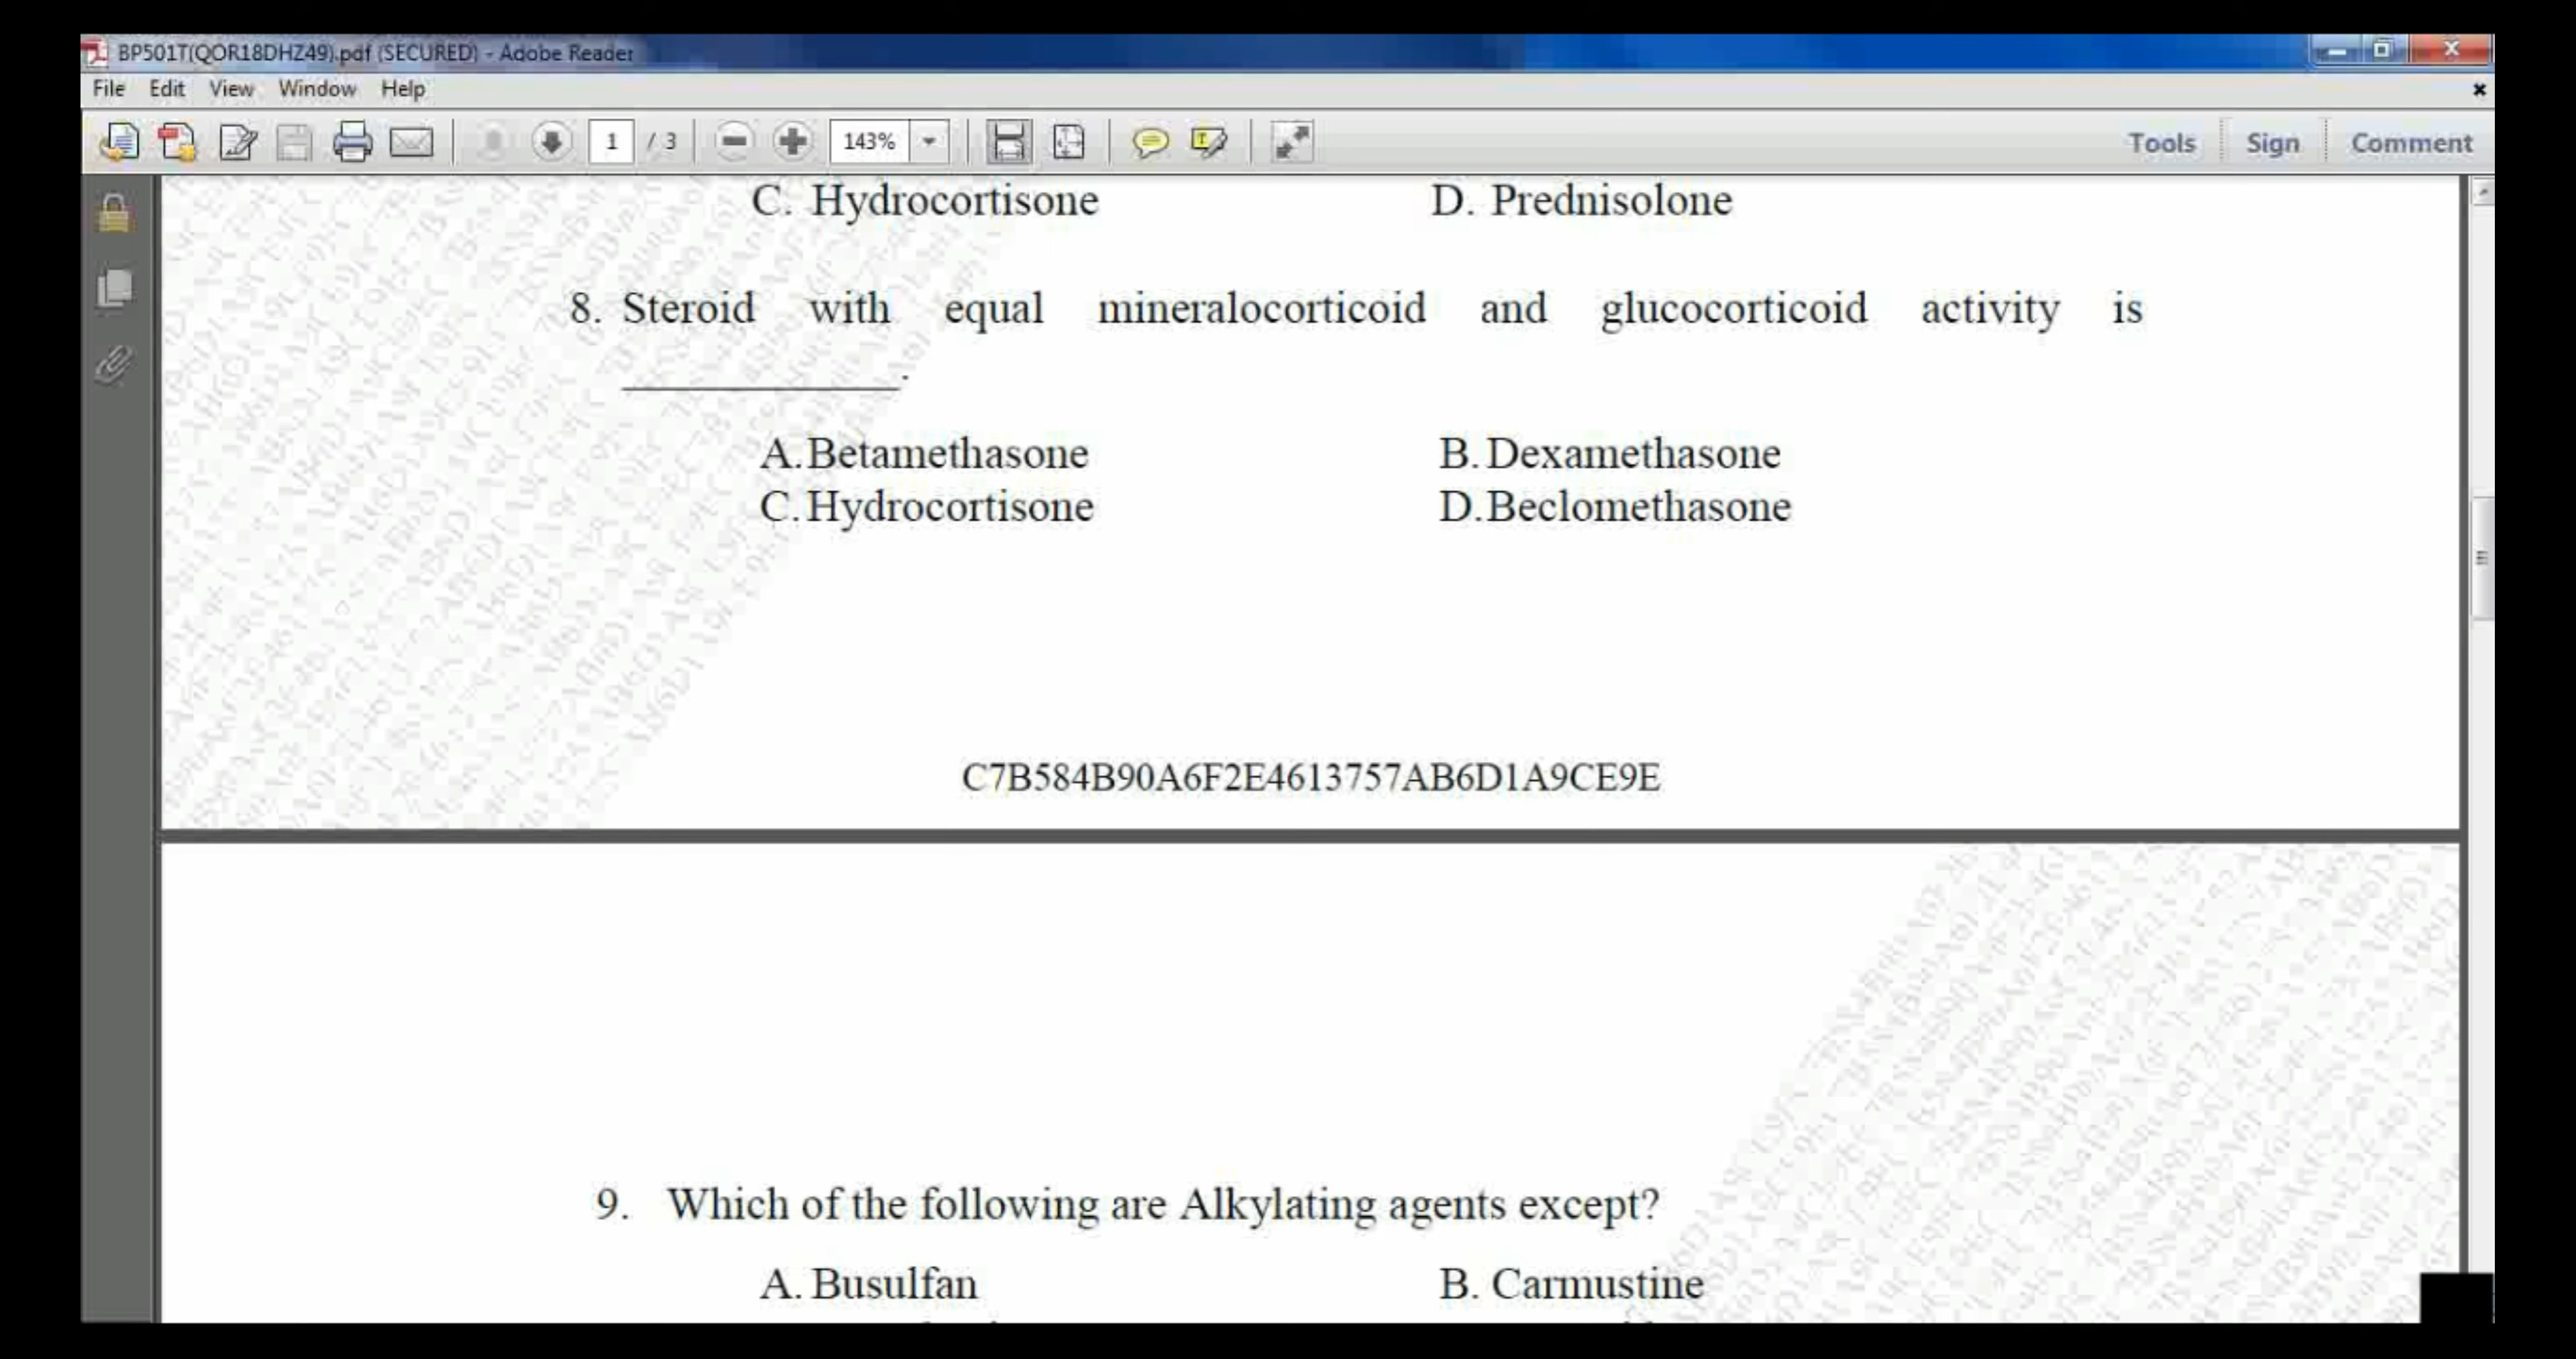 BP501T(QOR18DHZ49).pdf (SECURED) - Adobe Reader
File Edit View Window Help
1 / 3 143% Tools Sign Comment
C. Hydrocortisone D. Prednisolone
8. Steroid with equal mineralocorticoid and glucocorticoid activity is
____________.
A. Betamethasone B. Dexamethasone
C. Hydrocortisone D. Beclomethasone
C7B584B90A6F2E4613757AB6D1A9CE9E
9. Which of the following are Alkylating agents except?
A. Busulfan B. Carmustine